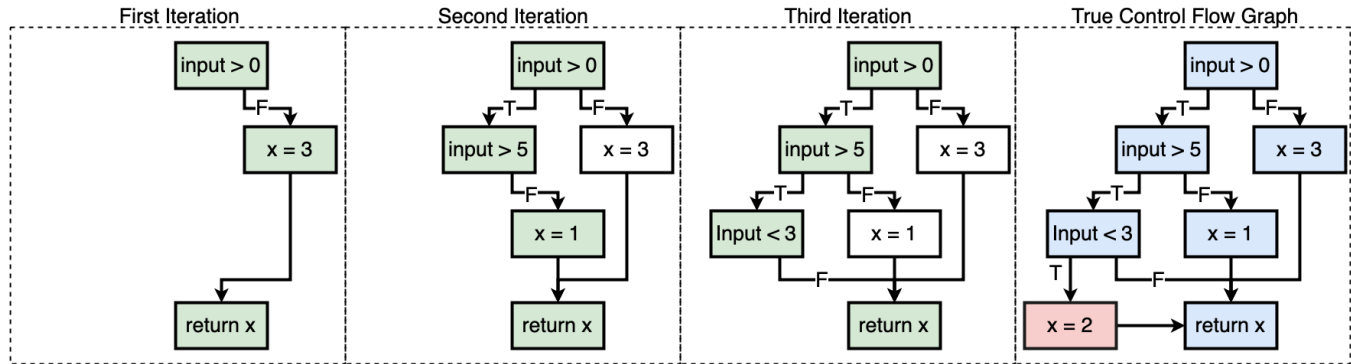 First Iteration
input > 0
F
x = 3
return x
Second Iteration
input > 0
T
F
input > 5
x = 3
F
x = 1
return x
Third Iteration
input > 0
T
F
input > 5
x = 3
T
F
Input < 3
x = 1
F
return x
True Control Flow Graph
input > 0
T
F
input > 5
x = 3
T
F
Input < 3
x = 1
T
F
x = 2
return x